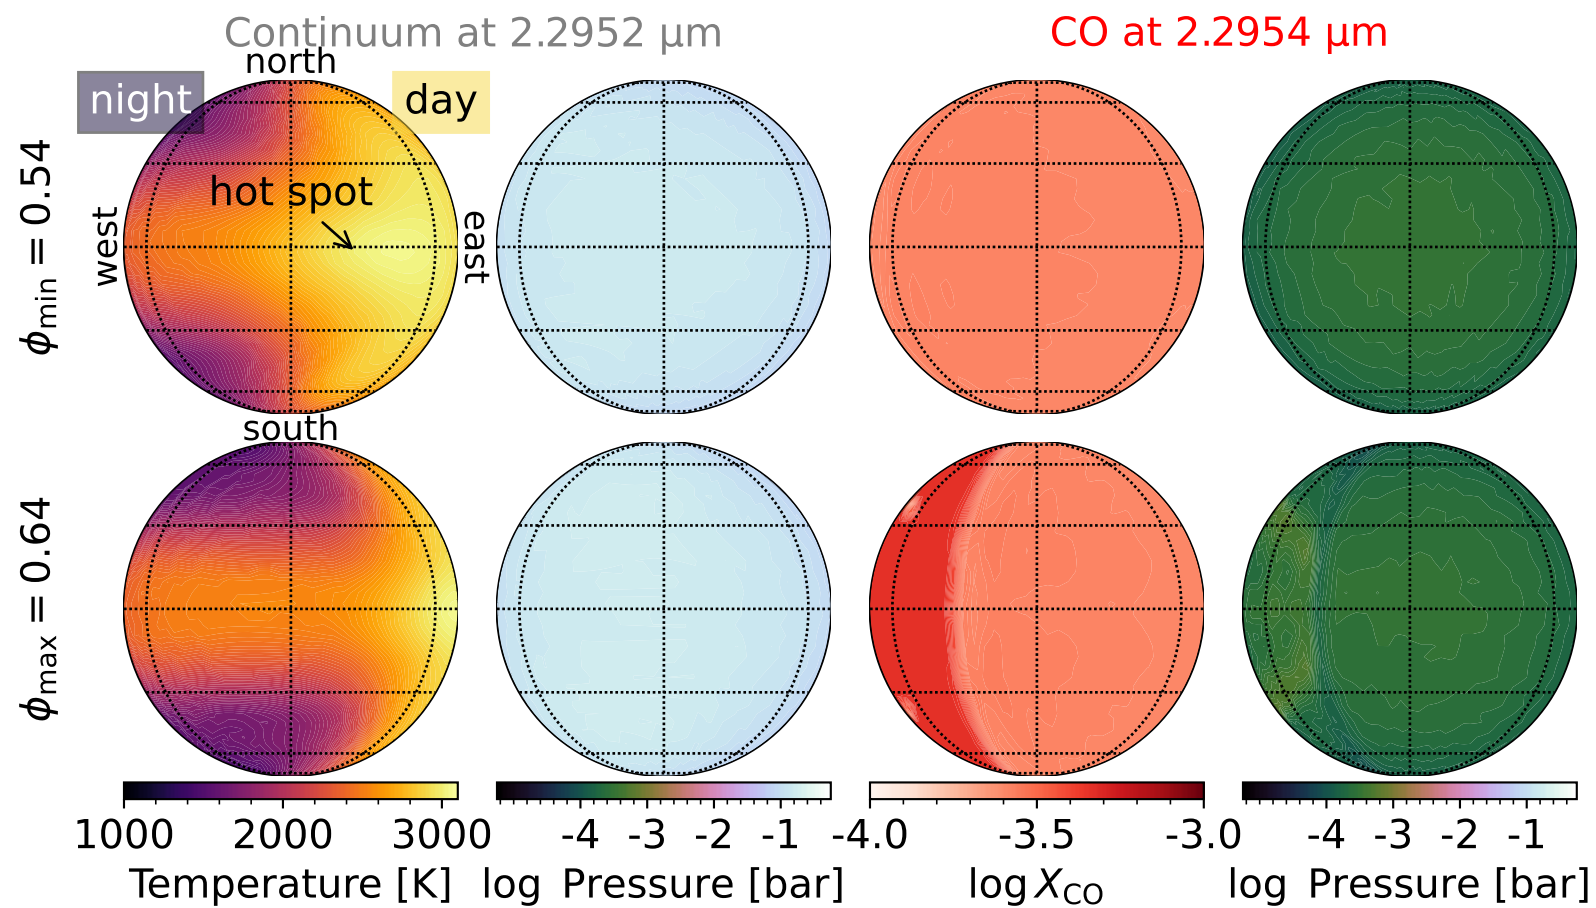 Continuum at 2.2952 μm
CO at 2.2954 μm
north
night
day
hot spot
west
east
ϕmin = 0.54
south
ϕmax = 0.64
1000 2000 3000
Temperature [K]
-4 -3 -2 -1
log Pressure [bar]
-4.0 -3.5 -3.0
log XCO
-4 -3 -2 -1
log Pressure [bar]